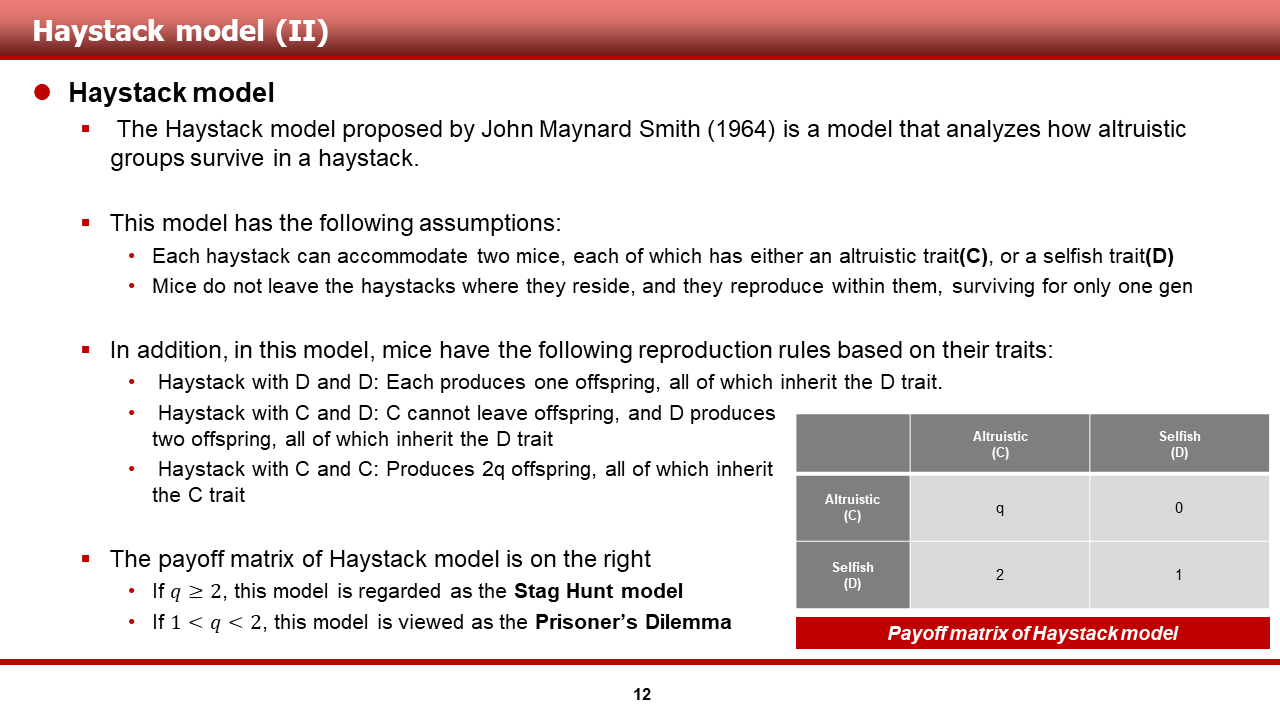 Haystack model (II)
Haystack model
The Haystack model proposed by John Maynard Smith (1964) is a model that analyzes how altruistic
groups survive in a haystack.
This model has the following assumptions:
Each haystack can accommodate two mice, each of which has either an altruistic trait(C), or a selfish trait(D)
Mice do not leave the haystacks where they reside, and they reproduce within them, surviving for only one gen
In addition, in this model, mice have the following reproduction rules based on their traits:
Haystack with D and D: Each produces one offspring, all of which inherit the D trait.
Haystack with C and D: C cannot leave offspring, and D produces
two offspring, all of which inherit the D trait
Haystack with C and C: Produces 2q offspring, all of which inherit
the C trait
The payoff matrix of Haystack model is on the right
If q ≥ 2, this model is regarded as the Stag Hunt model
If 1 < q < 2, this model is viewed as the Prisoner’s Dilemma
Altruistic
(C)
Selfish
(D)
Altruistic
(C)
q
0
Selfish
(D)
2
1
Payoff matrix of Haystack model
12